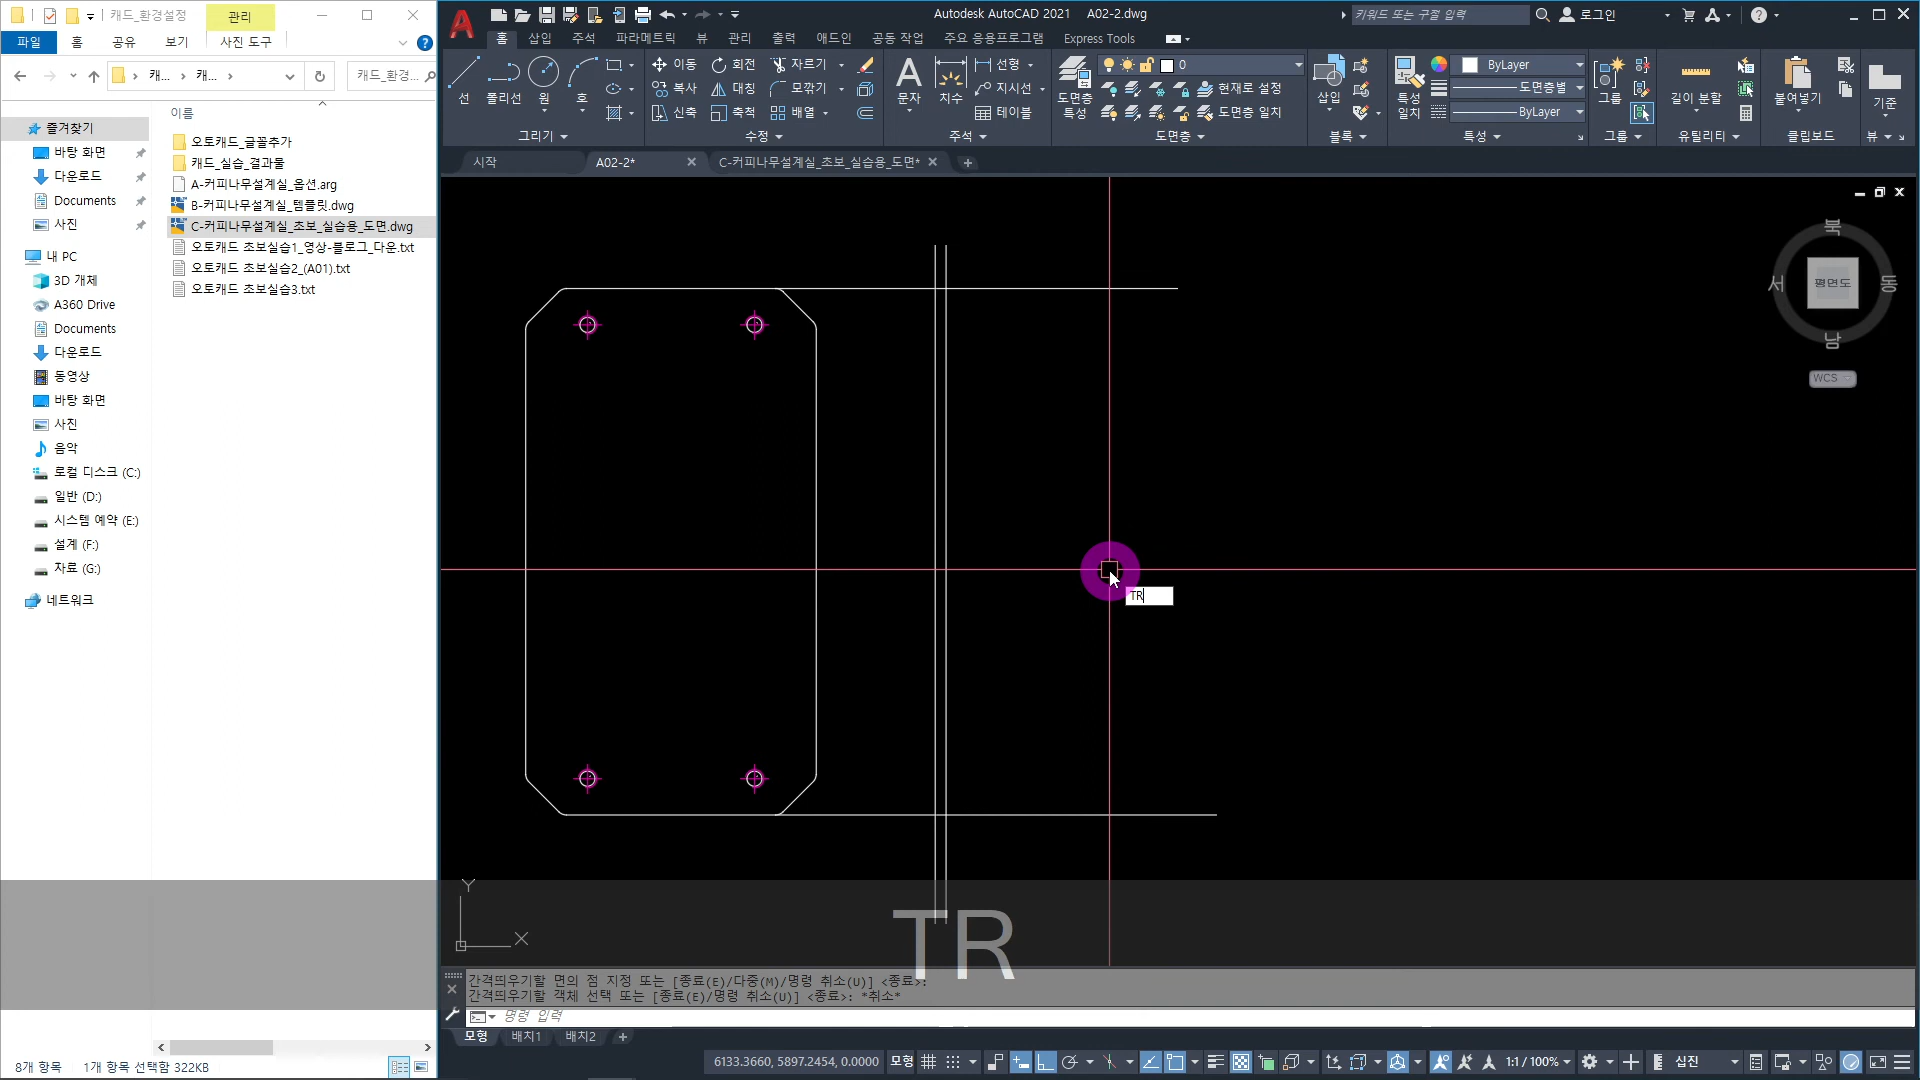 캐드_환경설정
관리
파일
홈
공유
보기
사진 도구
캐...
캐...
캐드_환경...
이름
즐겨찾기
바탕 화면
다운로드
Documents
사진
내 PC
3D 개체
A360 Drive
Documents
다운로드
동영상
바탕 화면
사진
음악
로컬 디스크 (C:)
일반 (D:)
시스템 예약 (E:)
설계 (F:)
자료 (G:)
네트워크
오토캐드_글꼴추가
캐드_실습_결과물
A-커피나무설계실_옵션.arg
B-커피나무설계실_템플릿.dwg
C-커피나무설계실_초보_실습용_도면.dwg
오토캐드 초보실습1_영상-블로그_다운.txt
오토캐드 초보실습2_(A01).txt
오토캐드 초보실습3.txt
8개 항목
1개 항목 선택함 322KB
Autodesk AutoCAD 2021
A02-2.dwg
키워드 또는 구절 입력
로그인
홈
삽입
주석
파라메트릭
뷰
관리
출력
애드인
공동 작업
주요 응용프로그램
Express Tools
선
폴리선
원
호
그리기
이동
회전
자르기
복사
대칭
모깎기
신축
축척
배열
수정
문자
치수
선형
지시선
테이블
주석
도면층
특성
0
현재로 설정
도면층 일치
도면층
삽입
블록
특성
일치
ByLayer
도면층별
ByLayer
특성
그룹
그룹
길이 분할
유틸리티
붙여넣기
클립보드
기준
뷰
시작
A02-2*
C-커피나무설계실_초보_실습용_도면*
북
서
평면도
동
남
WCS
TR
Y
X
TR
간격띄우기할 면의 점 지정 또는 [종료(E)/다중(M)/명령 취소(U)] <종료>:
간격띄우기할 객체 선택 또는 [종료(E)/명령 취소(U)] <종료>: *취소*
명령 입력
모형
배치1
배치2
6133.3660, 5897.2454, 0.0000
모형
1:1 / 100%
십진